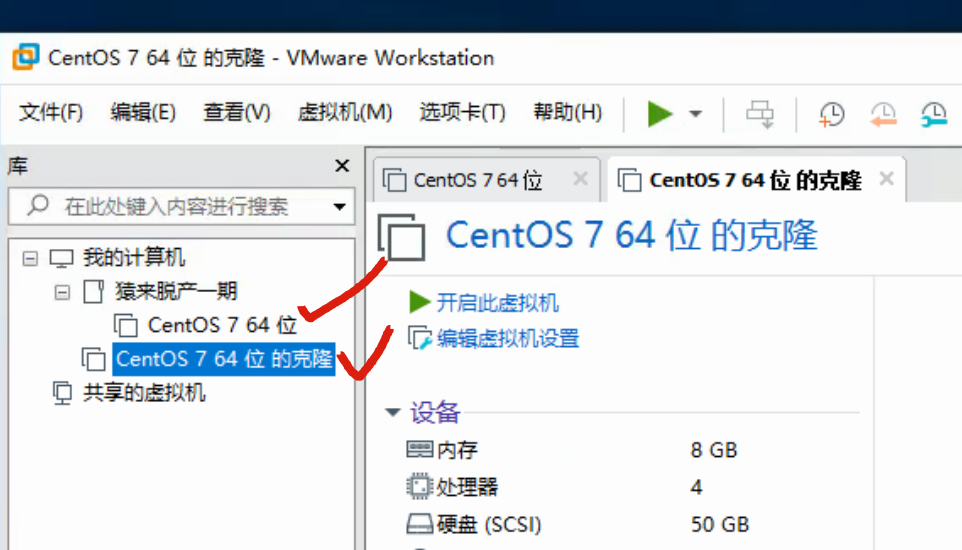 CentOS 7 64 位 的克隆 - VMware Workstation
文件(F) 编辑(E) 查看(V) 虚拟机(M) 选项卡(T) 帮助(H)
库
CentOS 7 64 位
CentOS 7 64 位 的克隆
在此处键入内容进行搜索
CentOS 7 64 位 的克隆
我的计算机
猿来脱产一期
CentOS 7 64 位
CentOS 7 64 位 的克隆
共享的虚拟机
开启此虚拟机
编辑虚拟机设置
设备
内存 8 GB
处理器 4
硬盘 (SCSI) 50 GB